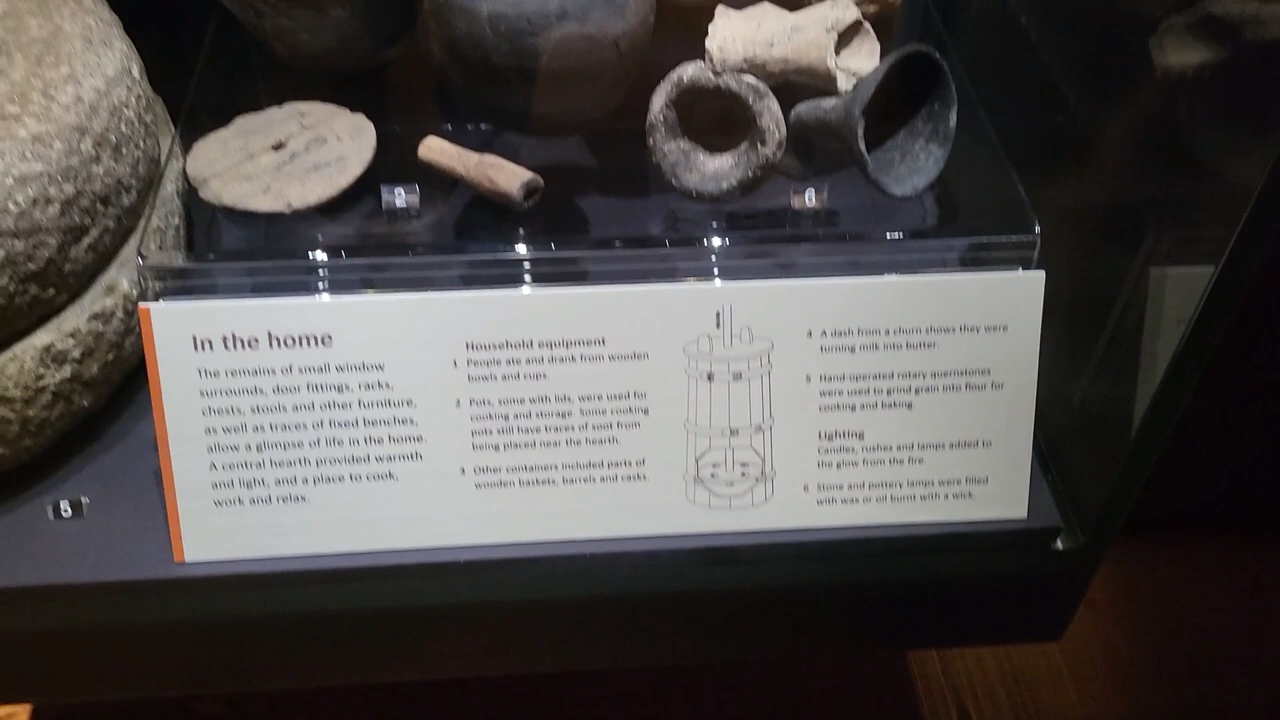 2
6
5
In the home
The remains of small window
surrounds, door fittings, racks,
chests, stools and other furniture,
as well as traces of fixed benches,
allow a glimpse of life in the home.
A central hearth provided warmth
and light, and a place to cook,
work and relax.
Household equipment
1 People ate and drank from wooden
bowls and cups.
2 Pots, some with lids, were used for
cooking and storage. Some cooking
pots still have traces of soot from
being placed near the hearth.
3 Other containers included parts of
wooden baskets, barrels and casks.
4 A dash from a churn shows they were
turning milk into butter.
5 Hand-operated rotary quernstones
were used to grind grain into flour for
cooking and baking.
Lighting
Candles, rushes and lamps added to
the glow from the fire.
6 Stone and pottery lamps were filled
with wax or oil burnt with a wick.